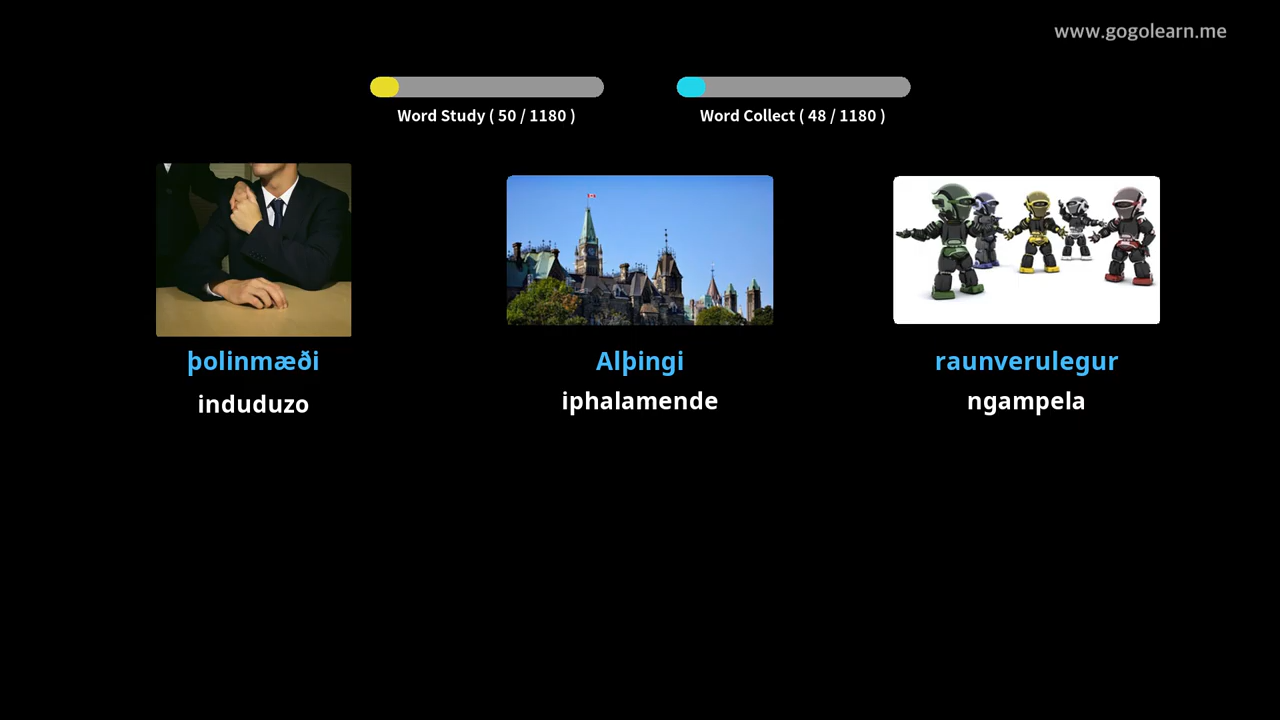 www.gogolearn.me
Word Study ( 50 / 1180 )
Word Collect ( 48 / 1180 )
þolinmæði
induduzo
Alþingi
iphalamende
raunverulegur
ngampela